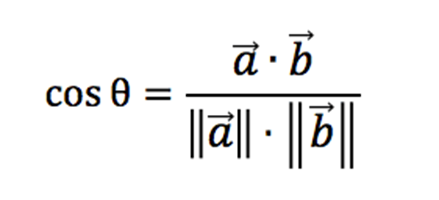 cos θ = (a⃗ · b⃗) / (‖a⃗‖ · ‖b⃗‖)